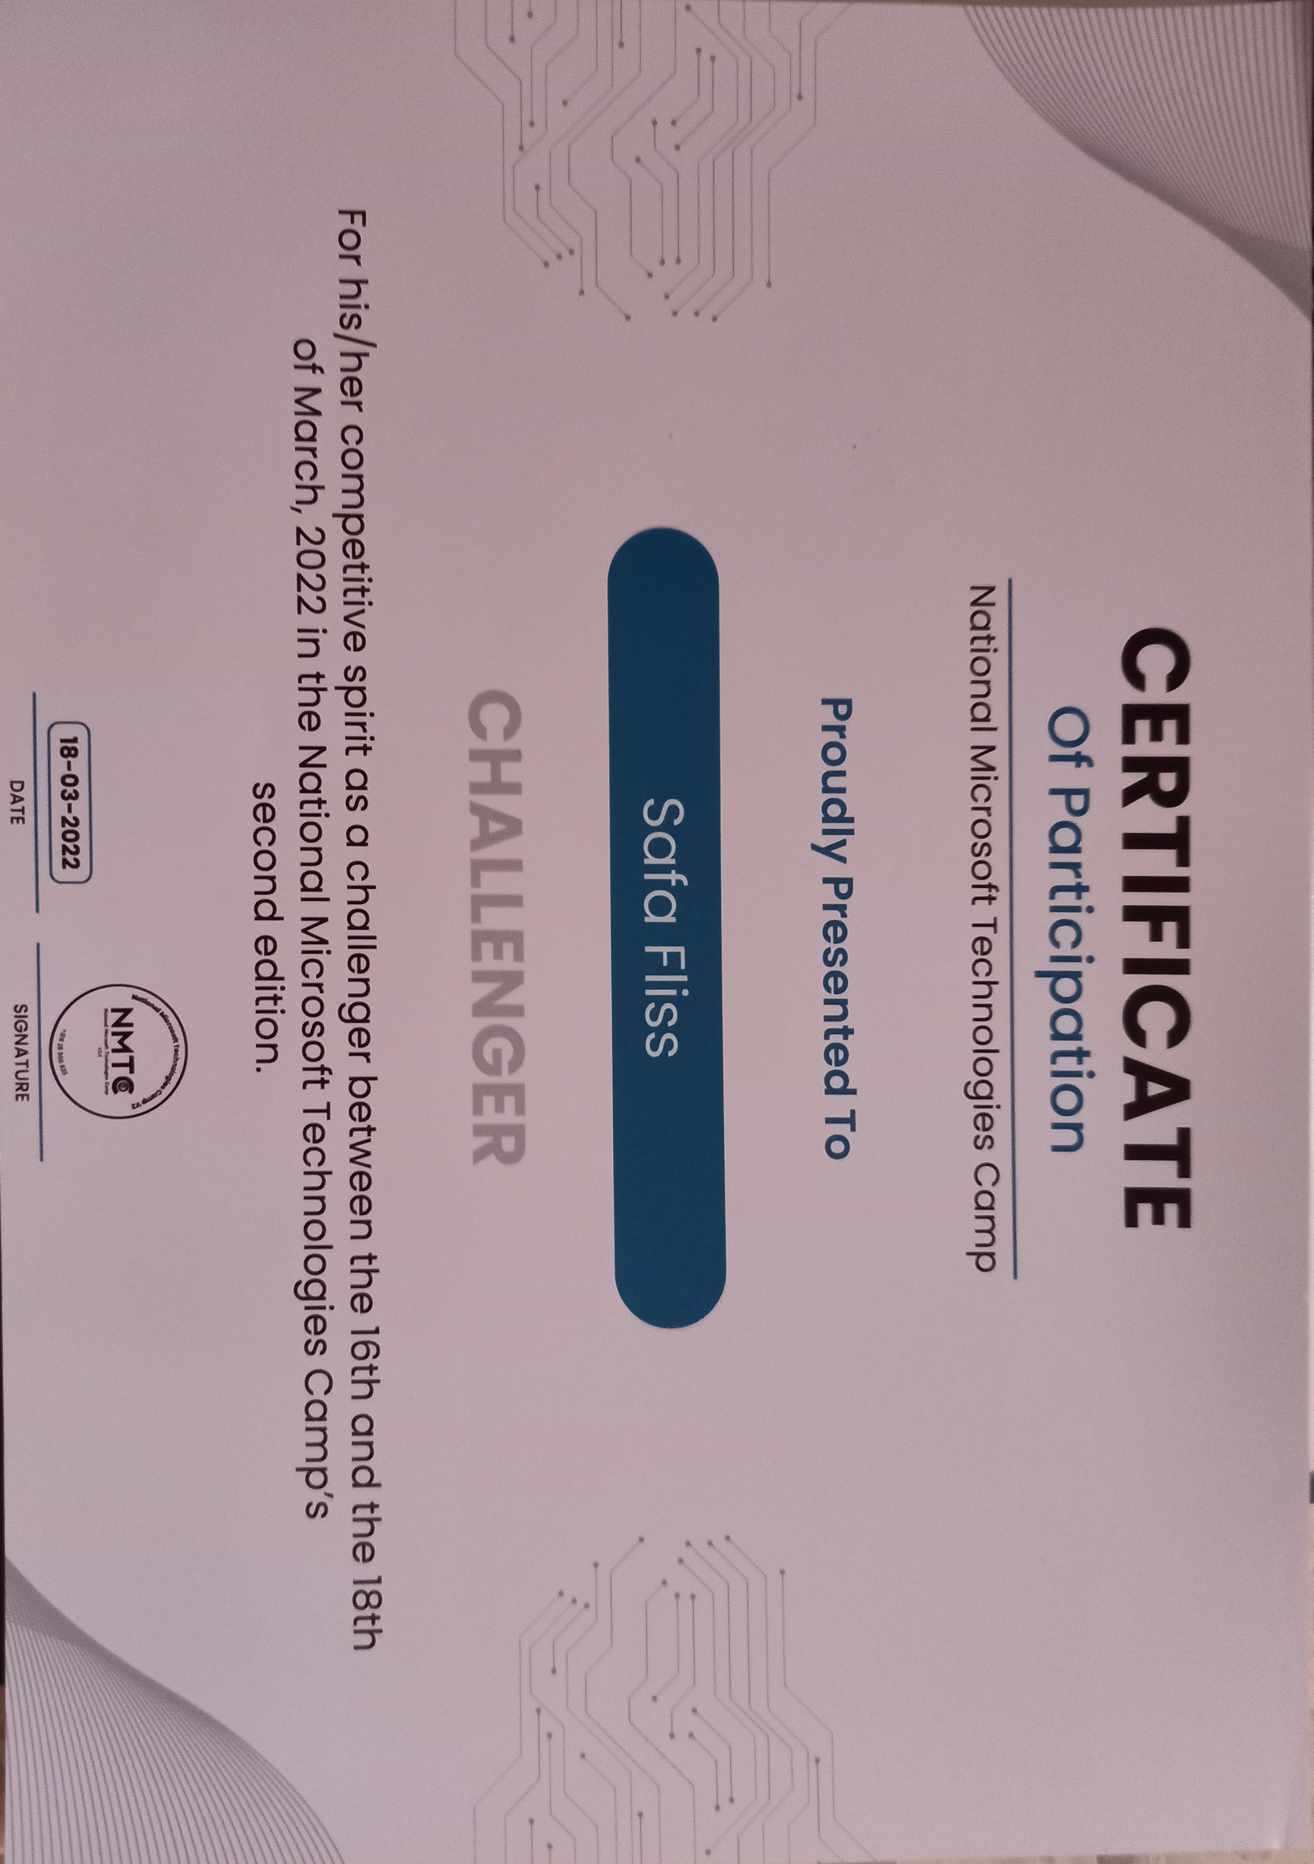 CERTIFICATE
Of Participation
National Microsoft Technologies Camp
Proudly Presented To
Safa Fliss
CHALLENGER
For his/her competitive spirit as a challenger between the 16th and the 18th
of March, 2022 in the National Microsoft Technologies Camp's
second edition.
National Microsoft Technologies Camp V2
NMTC
National Microsoft Technologies Camp
18-03-2022
DATE
SIGNATURE